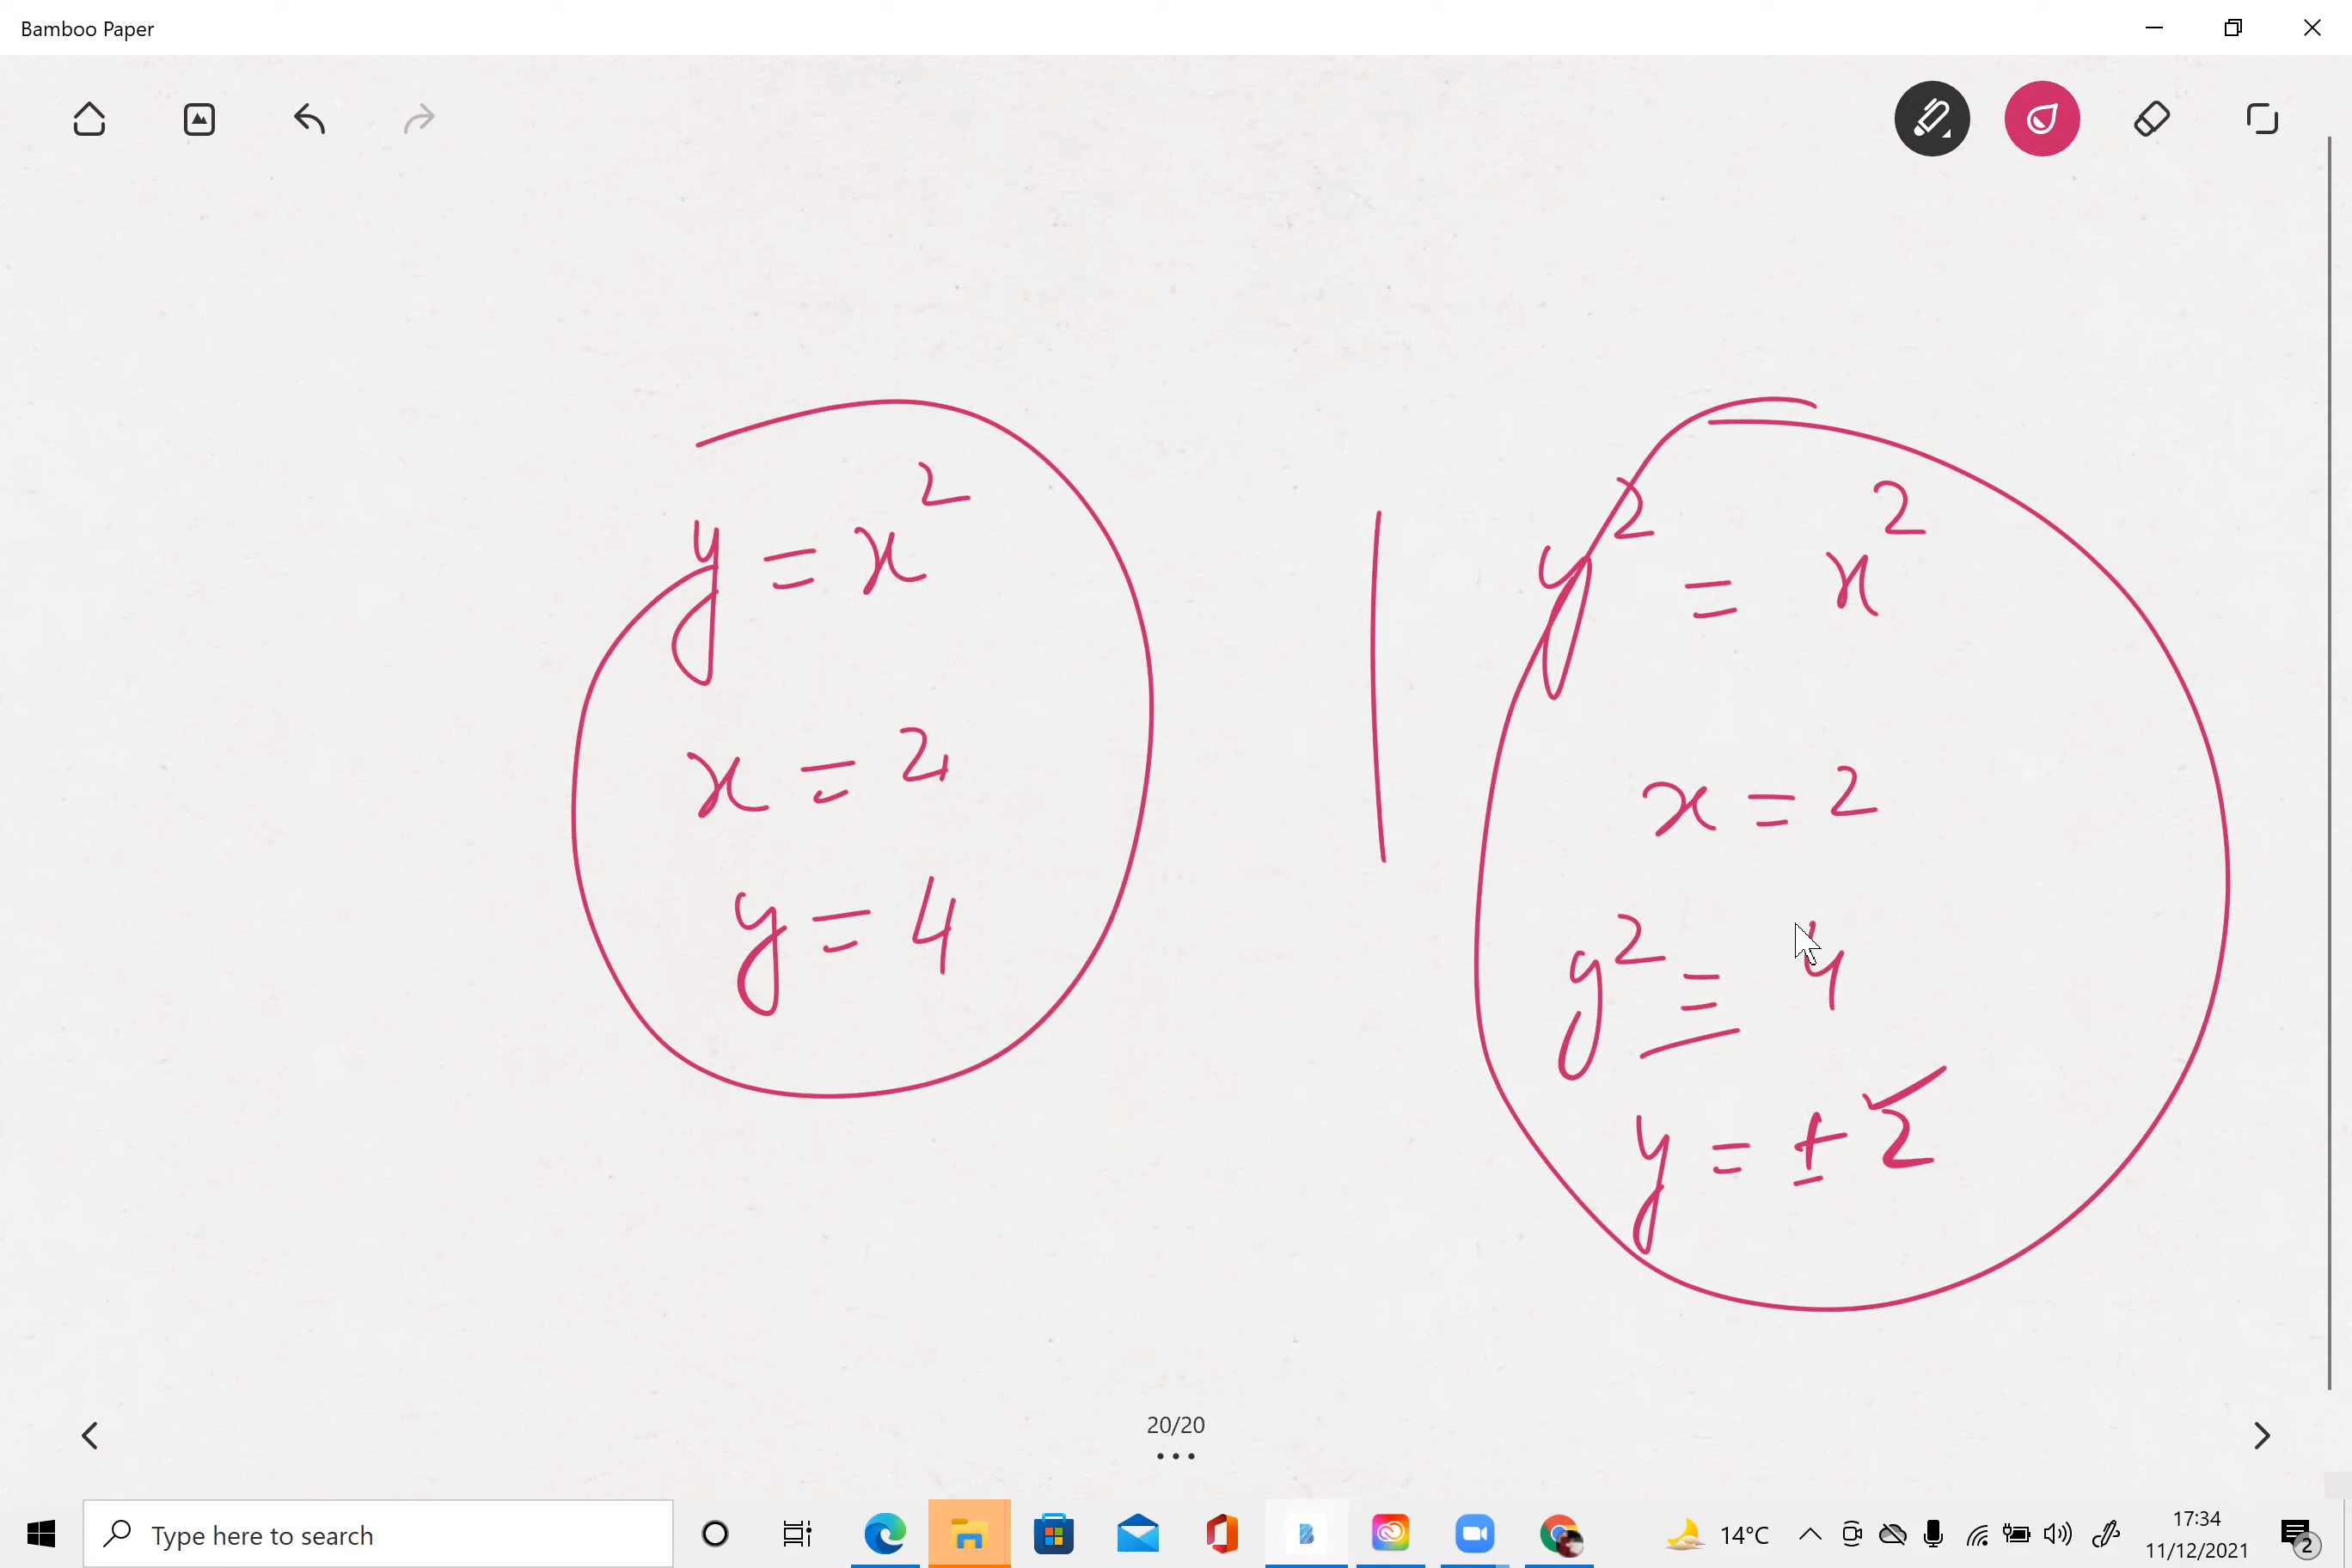 Bamboo Paper
y = x²
x = 2
y = 4
y² = x²
x = 2
y² = 4
y = ± 2
20/20
Type here to search
14°C
17:34
11/12/2021
2